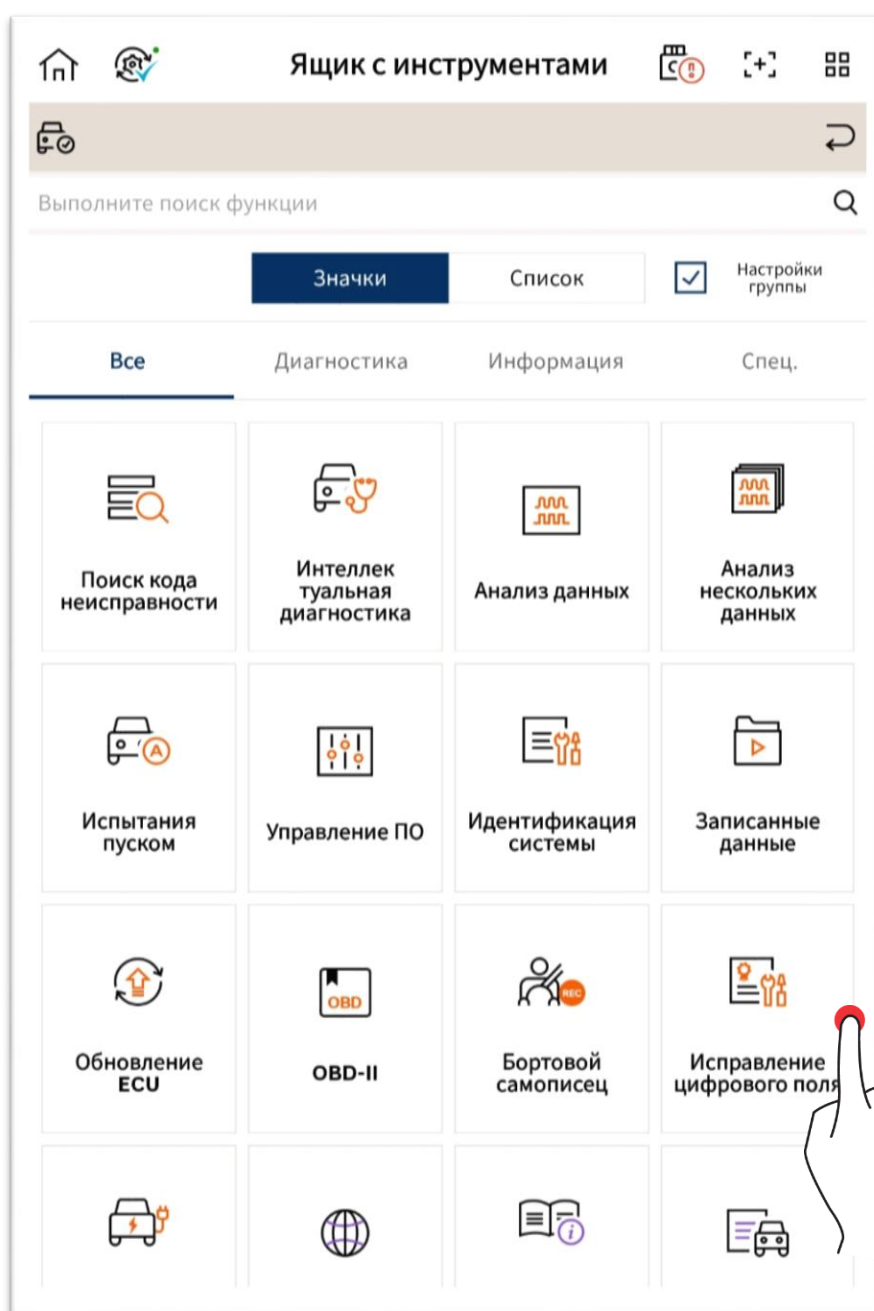 Ящик с инструментами
Выполните поиск функции
Значки
Список
Настройки
группы
Все
Диагностика
Информация
Спец.
Поиск кода
неисправности
Интеллек
туальная
диагностика
Анализ данных
Анализ
нескольких
данных
Испытания
пуском
Управление ПО
Идентификация
системы
Записанные
данные
Обновление
ECU
OBD
OBD-II
REC
Бортовой
самописец
Исправление
цифрового поля